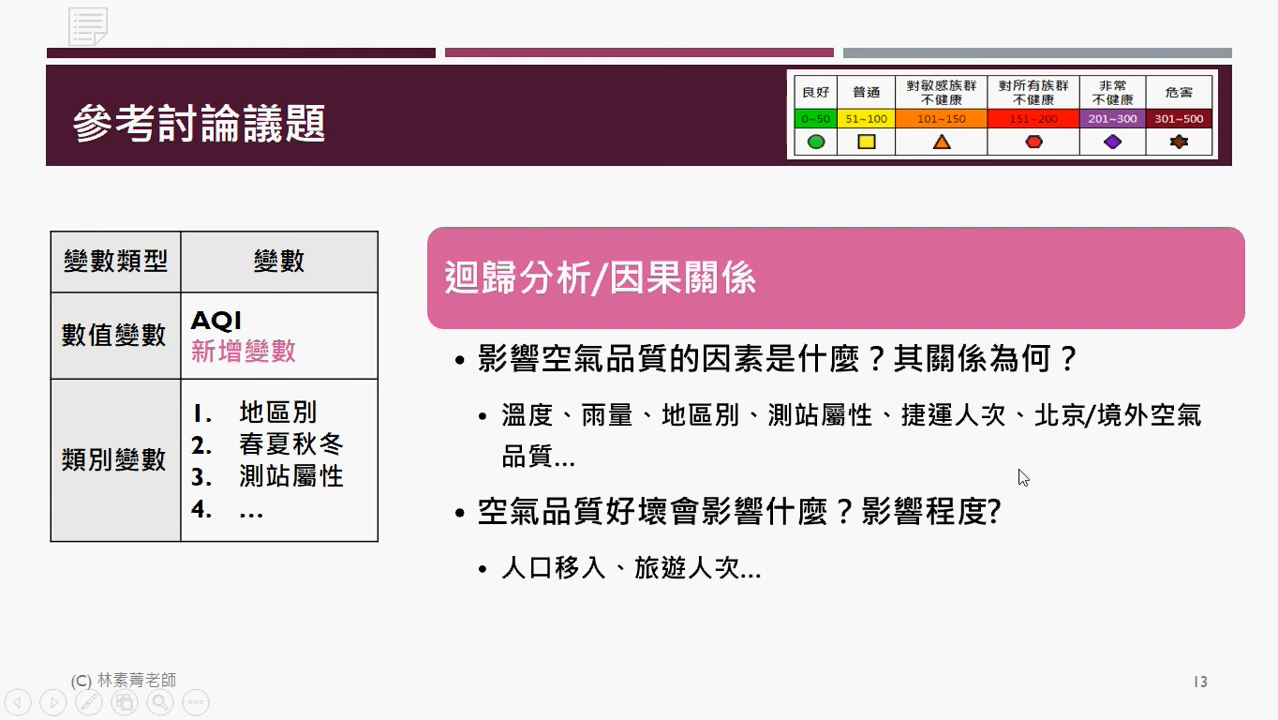 參考討論議題
良好 普通 對敏感族群不健康 對所有族群不健康 非常不健康 危害
0~50 51~100 101~150 151~200 201~300 301~500
變數類型 變數
數值變數 AQI
新增變數
類別變數
1. 地區別
2. 春夏秋冬
3. 測站屬性
4. …
迴歸分析/因果關係
• 影響空氣品質的因素是什麼？其關係為何？
• 溫度、雨量、地區別、測站屬性、捷運人次、北京/境外空氣
品質…
• 空氣品質好壞會影響什麼？影響程度?
• 人口移入、旅遊人次…
(C) 林素菁老師
13